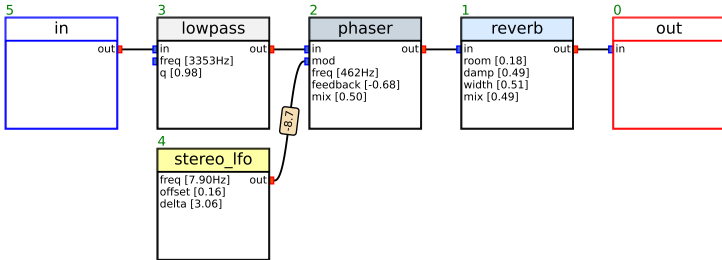 5
in
out
3
lowpass
in out
freq [3353Hz]
q [0.98]
2
phaser
in out
mod
freq [462Hz]
feedback [-0.68]
mix [0.50]
1
reverb
in out
room [0.18]
damp [0.49]
width [0.51]
mix [0.49]
0
out
in
-8.7
4
stereo_lfo
freq [7.90Hz] out
offset [0.16]
delta [3.06]